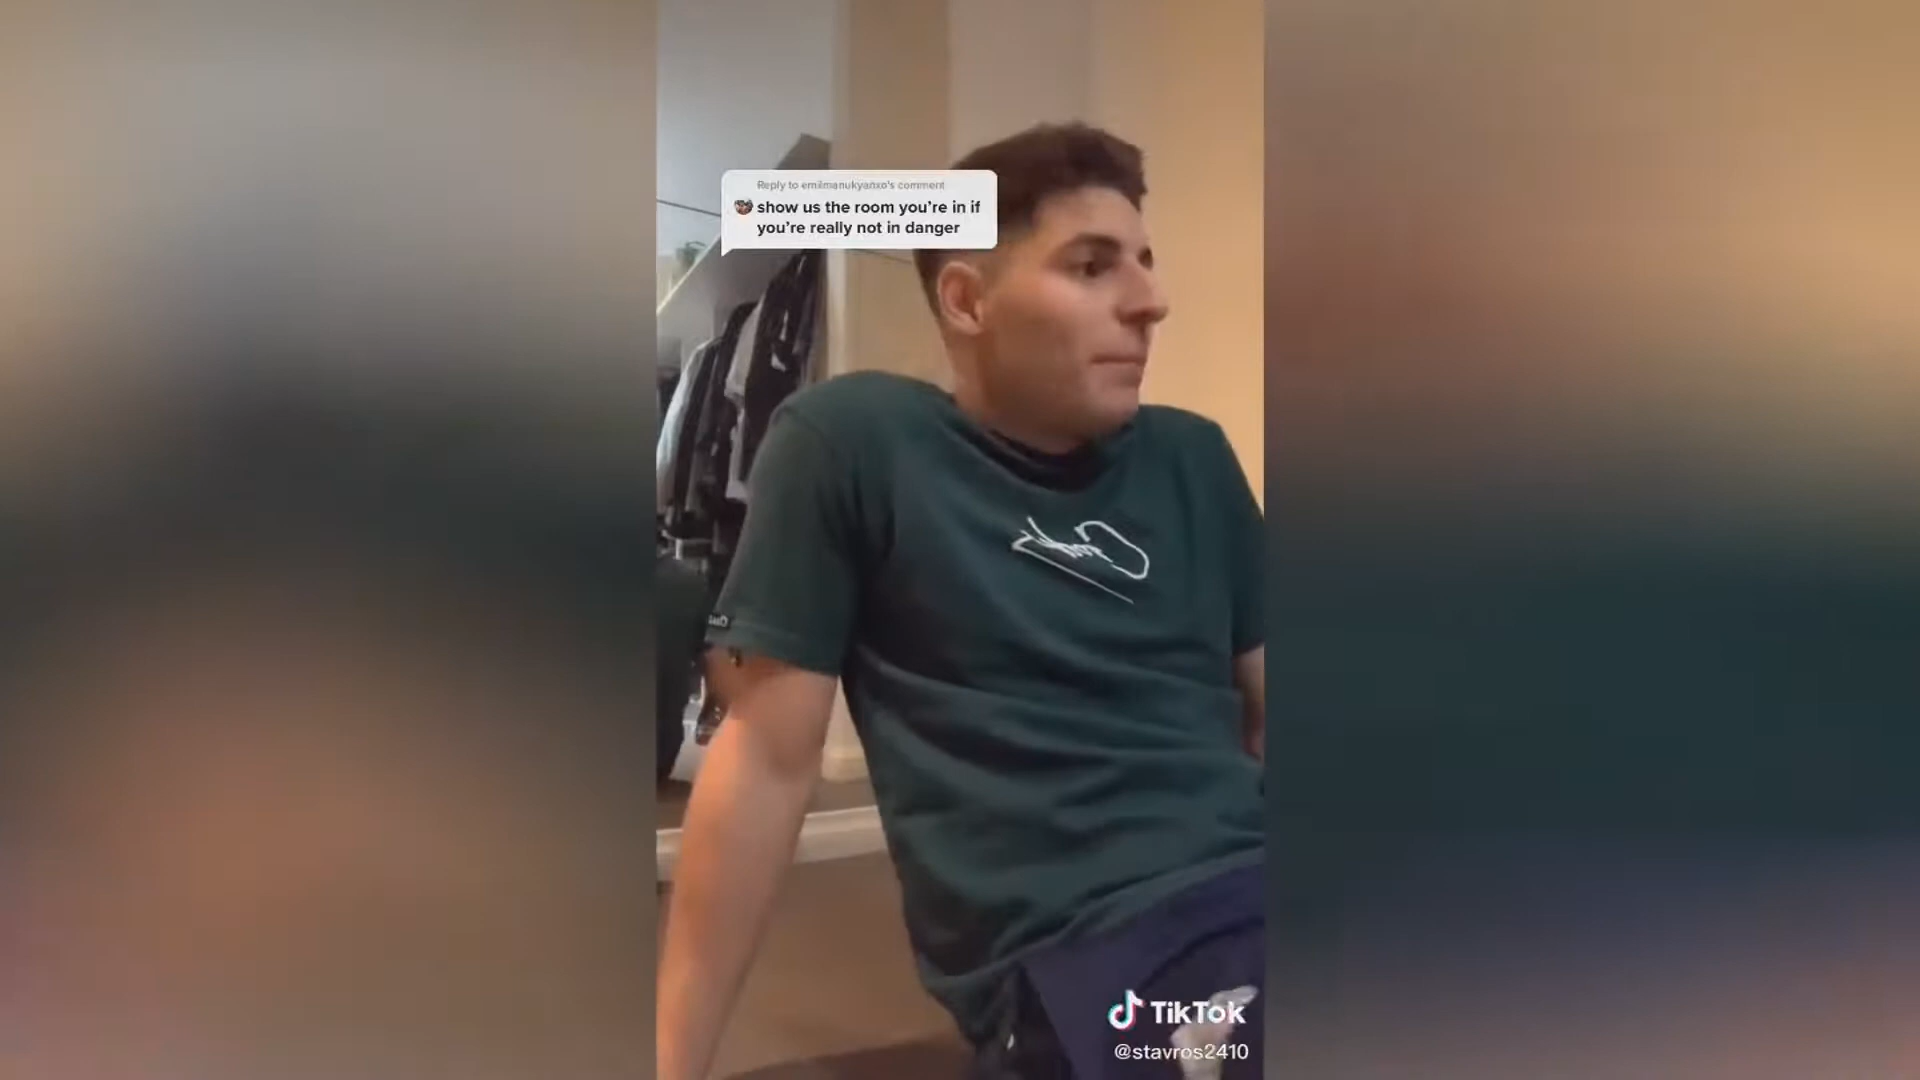 Reply to emilmanukyanxo's comment
show us the room you're in if
you're really not in danger
TikTok
@stavros2410